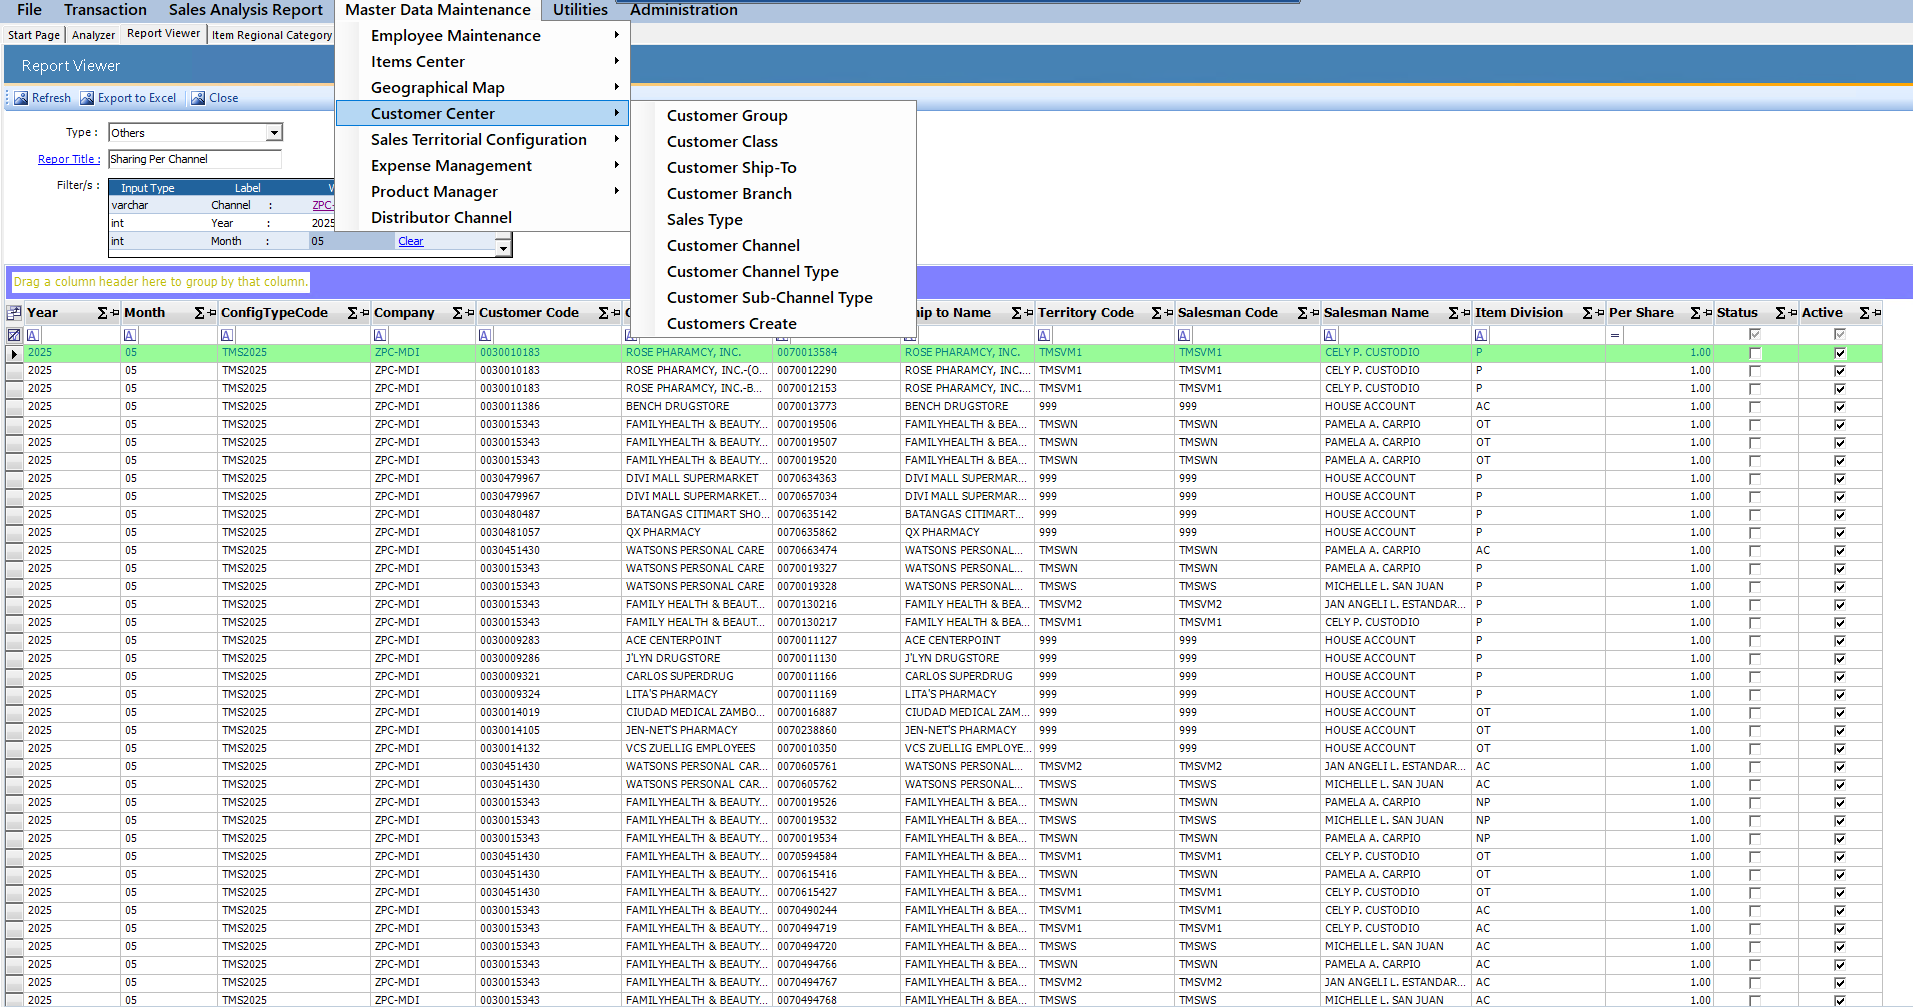 File Transaction Sales Analysis Report Master Data Maintenance Utilities Administration
Start Page Analyzer Report Viewer Item Regional Category
Employee Maintenance
Items Center
Geographical Map
Customer Center
Sales Territorial Configuration
Expense Management
Product Manager
Distributor Channel
Customer Group
Customer Class
Customer Ship-To
Customer Branch
Sales Type
Customer Channel
Customer Channel Type
Customer Sub-Channel Type
Customers Create
Report Viewer
Refresh Export to Excel Close
Type : Others
Repor Title : Sharing Per Channel
Filter/s :
Input Type Label V
varchar Channel : ZPC-
int Year : 2025
int Month : 05 Clear
Drag a column header here to group by that column.
Year Month ConfigTypeCode Company Customer Code hip to Name Territory Code Salesman Code Salesman Name Item Division Per Share Status Active
2025 05 TMS2025 ZPC-MDI 0030010183 ROSE PHARAMCY, INC. 0070013584 ROSE PHARAMCY, INC. TMSVM1 TMSVM1 CELY P. CUSTODIO P 1.00
2025 05 TMS2025 ZPC-MDI 0030010183 ROSE PHARAMCY, INC.-(O... 0070012290 ROSE PHARAMCY, INC.... TMSVM1 TMSVM1 CELY P. CUSTODIO P 1.00
2025 05 TMS2025 ZPC-MDI 0030010183 ROSE PHARAMCY, INC.-B... 0070012153 ROSE PHARAMCY, INC.... TMSVM1 TMSVM1 CELY P. CUSTODIO P 1.00
2025 05 TMS2025 ZPC-MDI 0030011386 BENCH DRUGSTORE 0070013773 BENCH DRUGSTORE 999 999 HOUSE ACCOUNT AC 1.00
2025 05 TMS2025 ZPC-MDI 0030015343 FAMILYHEALTH & BEAUTY... 0070019506 FAMILYHEALTH & BEA... TMSWN TMSWN PAMELA A. CARPIO OT 1.00
2025 05 TMS2025 ZPC-MDI 0030015343 FAMILYHEALTH & BEAUTY... 0070019507 FAMILYHEALTH & BEA... TMSWN TMSWN PAMELA A. CARPIO OT 1.00
2025 05 TMS2025 ZPC-MDI 0030015343 FAMILYHEALTH & BEAUTY... 0070019520 FAMILYHEALTH & BEA... TMSWN TMSWN PAMELA A. CARPIO OT 1.00
2025 05 TMS2025 ZPC-MDI 0030479967 DIVI MALL SUPERMARKET 0070634363 DIVI MALL SUPERMAR... 999 999 HOUSE ACCOUNT P 1.00
2025 05 TMS2025 ZPC-MDI 0030479967 DIVI MALL SUPERMARKET... 0070657034 DIVI MALL SUPERMAR... 999 999 HOUSE ACCOUNT P 1.00
2025 05 TMS2025 ZPC-MDI 0030480487 BATANGAS CITIMART SHO... 0070635142 BATANGAS CITIMART... 999 999 HOUSE ACCOUNT P 1.00
2025 05 TMS2025 ZPC-MDI 0030481057 QX PHARMACY 0070635862 QX PHARMACY 999 999 HOUSE ACCOUNT P 1.00
2025 05 TMS2025 ZPC-MDI 0030451430 WATSONS PERSONAL CARE 0070663474 WATSONS PERSONAL... TMSWN TMSWN PAMELA A. CARPIO AC 1.00
2025 05 TMS2025 ZPC-MDI 0030015343 WATSONS PERSONAL CARE 0070019327 WATSONS PERSONAL... TMSWN TMSWN PAMELA A. CARPIO P 1.00
2025 05 TMS2025 ZPC-MDI 0030015343 WATSONS PERSONAL CARE 0070019328 WATSONS PERSONAL... TMSWS TMSWS MICHELLE L. SAN JUAN P 1.00
2025 05 TMS2025 ZPC-MDI 0030015343 FAMILY HEALTH & BEAUT... 0070130216 FAMILY HEALTH & BEA... TMSVM2 TMSVM2 JAN ANGELI L. ESTANDAR... P 1.00
2025 05 TMS2025 ZPC-MDI 0030015343 FAMILY HEALTH & BEAUT... 0070130217 FAMILY HEALTH & BEA... TMSVM1 TMSVM1 CELY P. CUSTODIO P 1.00
2025 05 TMS2025 ZPC-MDI 0030009283 ACE CENTERPOINT 0070011127 ACE CENTERPOINT 999 999 HOUSE ACCOUNT P 1.00
2025 05 TMS2025 ZPC-MDI 0030009286 J'LYN DRUGSTORE 0070011130 J'LYN DRUGSTORE 999 999 HOUSE ACCOUNT P 1.00
2025 05 TMS2025 ZPC-MDI 0030009321 CARLOS SUPERDRUG 0070011166 CARLOS SUPERDRUG 999 999 HOUSE ACCOUNT P 1.00
2025 05 TMS2025 ZPC-MDI 0030009324 LITA'S PHARMACY 0070011169 LITA'S PHARMACY 999 999 HOUSE ACCOUNT P 1.00
2025 05 TMS2025 ZPC-MDI 0030014019 CIUDAD MEDICAL ZAMBO... 0070016887 CIUDAD MEDICAL ZAM... 999 999 HOUSE ACCOUNT OT 1.00
2025 05 TMS2025 ZPC-MDI 0030014105 JEN-NET'S PHARMACY 0070238860 JEN-NET'S PHARMACY 999 999 HOUSE ACCOUNT OT 1.00
2025 05 TMS2025 ZPC-MDI 0030014132 VCS ZUELLIG EMPLOYEES 0070010350 VCS ZUELLIG EMPLOYE... 999 999 HOUSE ACCOUNT OT 1.00
2025 05 TMS2025 ZPC-MDI 0030451430 WATSONS PERSONAL CAR... 0070605761 WATSONS PERSONAL... TMSVM2 TMSVM2 JAN ANGELI L. ESTANDAR... AC 1.00
2025 05 TMS2025 ZPC-MDI 0030451430 WATSONS PERSONAL CAR... 0070605762 WATSONS PERSONAL... TMSWS TMSWS MICHELLE L. SAN JUAN AC 1.00
2025 05 TMS2025 ZPC-MDI 0030015343 FAMILYHEALTH & BEAUTY... 0070019526 FAMILYHEALTH & BEA... TMSWN TMSWN PAMELA A. CARPIO NP 1.00
2025 05 TMS2025 ZPC-MDI 0030015343 FAMILYHEALTH & BEAUTY... 0070019532 FAMILYHEALTH & BEA... TMSWS TMSWS MICHELLE L. SAN JUAN NP 1.00
2025 05 TMS2025 ZPC-MDI 0030015343 FAMILYHEALTH & BEAUTY... 0070019534 FAMILYHEALTH & BEA... TMSWN TMSWN PAMELA A. CARPIO NP 1.00
2025 05 TMS2025 ZPC-MDI 0030451430 FAMILYHEALTH & BEAUTY... 0070594584 FAMILYHEALTH & BEA... TMSVM1 TMSVM1 CELY P. CUSTODIO OT 1.00
2025 05 TMS2025 ZPC-MDI 0030451430 FAMILYHEALTH & BEAUTY... 0070615416 FAMILYHEALTH & BEA... TMSWN TMSWN PAMELA A. CARPIO OT 1.00
2025 05 TMS2025 ZPC-MDI 0030451430 FAMILYHEALTH & BEAUTY... 0070615427 FAMILYHEALTH & BEA... TMSVM1 TMSVM1 CELY P. CUSTODIO OT 1.00
2025 05 TMS2025 ZPC-MDI 0030015343 FAMILYHEALTH & BEAUTY... 0070490244 FAMILYHEALTH & BEA... TMSVM1 TMSVM1 CELY P. CUSTODIO AC 1.00
2025 05 TMS2025 ZPC-MDI 0030015343 FAMILYHEALTH & BEAUTY... 0070494719 FAMILYHEALTH & BEA... TMSVM1 TMSVM1 CELY P. CUSTODIO AC 1.00
2025 05 TMS2025 ZPC-MDI 0030015343 FAMILYHEALTH & BEAUTY... 0070494720 FAMILYHEALTH & BEA... TMSWS TMSWS MICHELLE L. SAN JUAN AC 1.00
2025 05 TMS2025 ZPC-MDI 0030015343 FAMILYHEALTH & BEAUTY... 0070494766 FAMILYHEALTH & BEA... TMSWN TMSWN PAMELA A. CARPIO AC 1.00
2025 05 TMS2025 ZPC-MDI 0030015343 FAMILYHEALTH & BEAUTY... 0070494767 FAMILYHEALTH & BEA... TMSVM2 TMSVM2 JAN ANGELI L. ESTANDAR... AC 1.00
2025 05 TMS2025 ZPC-MDI 0030015343 FAMILYHEALTH & BEAUTY... 0070494768 FAMILYHEALTH & BEA... TMSWS TMSWS MICHELLE L. SAN JUAN AC 1.00